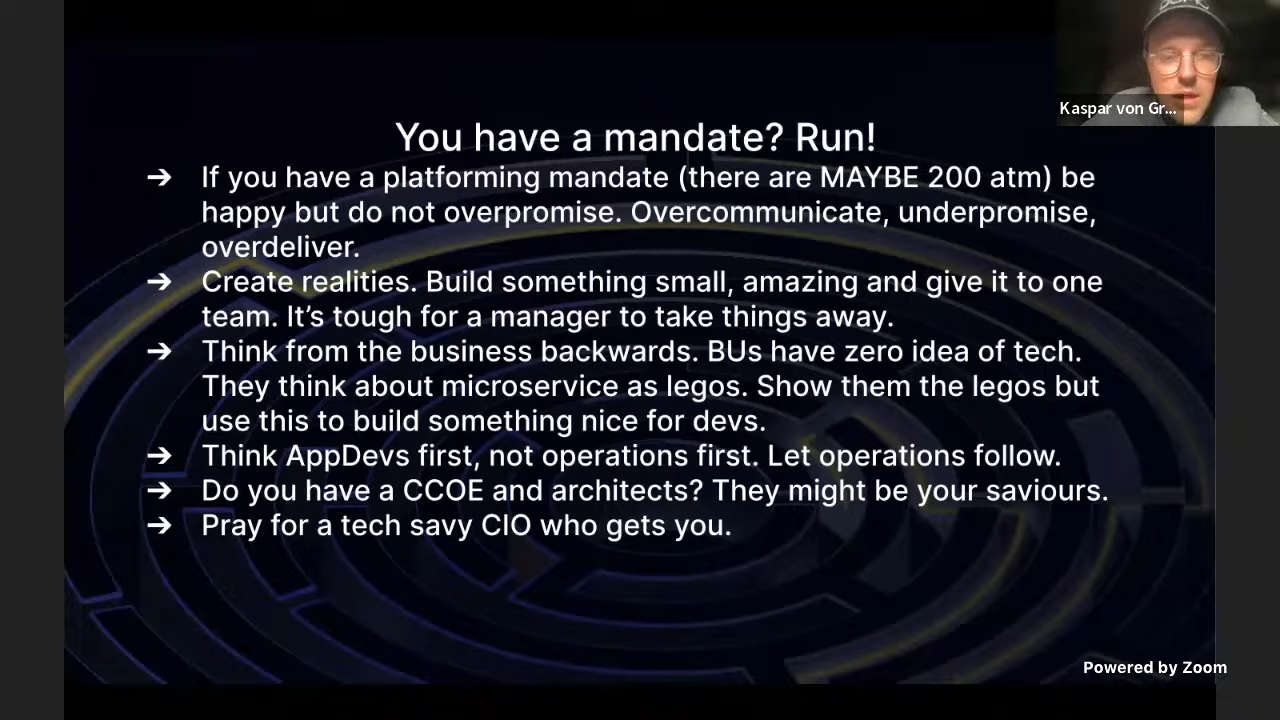 Kaspar von Gr...
You have a mandate? Run!
➔ If you have a platforming mandate (there are MAYBE 200 atm) be
happy but do not overpromise. Overcommunicate, underpromise,
overdeliver.
➔ Create realities. Build something small, amazing and give it to one
team. It’s tough for a manager to take things away.
➔ Think from the business backwards. BUs have zero idea of tech.
They think about microservice as legos. Show them the legos but
use this to build something nice for devs.
➔ Think AppDevs first, not operations first. Let operations follow.
➔ Do you have a CCOE and architects? They might be your saviours.
➔ Pray for a tech savy CIO who gets you.
Powered by Zoom